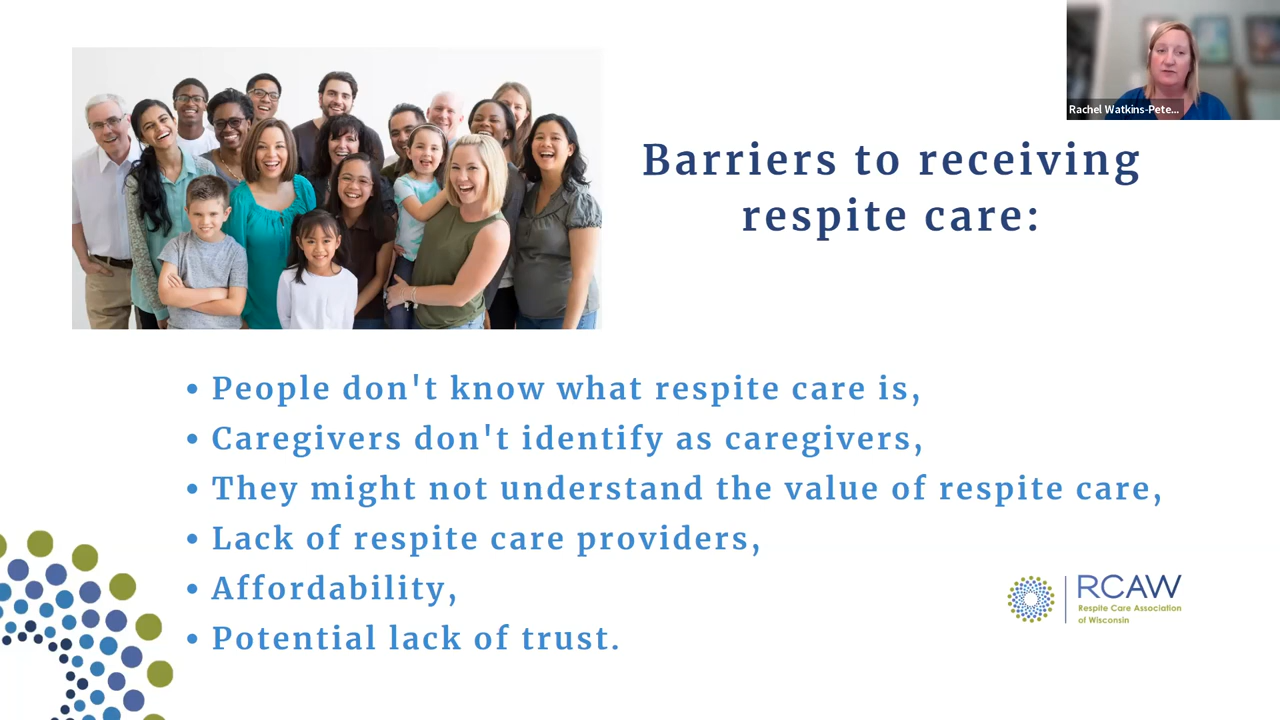 Rachel Watkins-Pete...
Barriers to receiving
respite care:
• People don't know what respite care is,
• Caregivers don't identify as caregivers,
• They might not understand the value of respite care,
• Lack of respite care providers,
• Affordability,
• Potential lack of trust.
RCAW
Respite Care Association
of Wisconsin